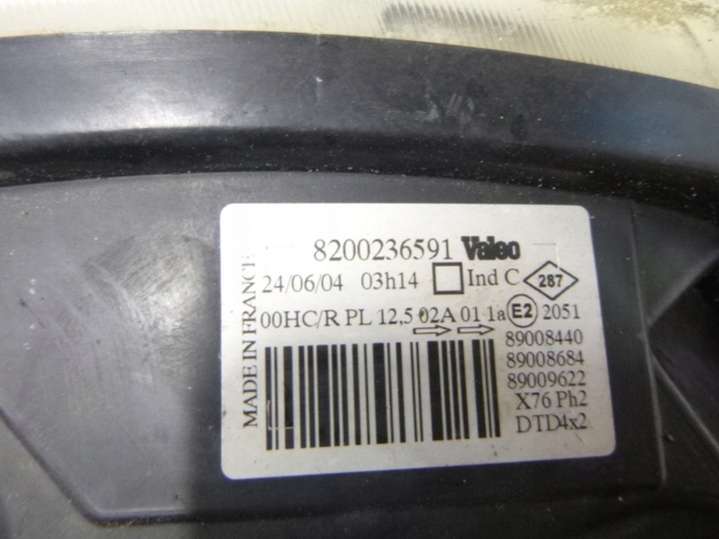 8200236591 Valeo
24/06/04 03h14 Ind C 287
00HC/R PL 12,5 02A 01 1a E2 2051
MADE IN FRANCE
89008440
89008684
89009622
X76 Ph2
DTD4x2